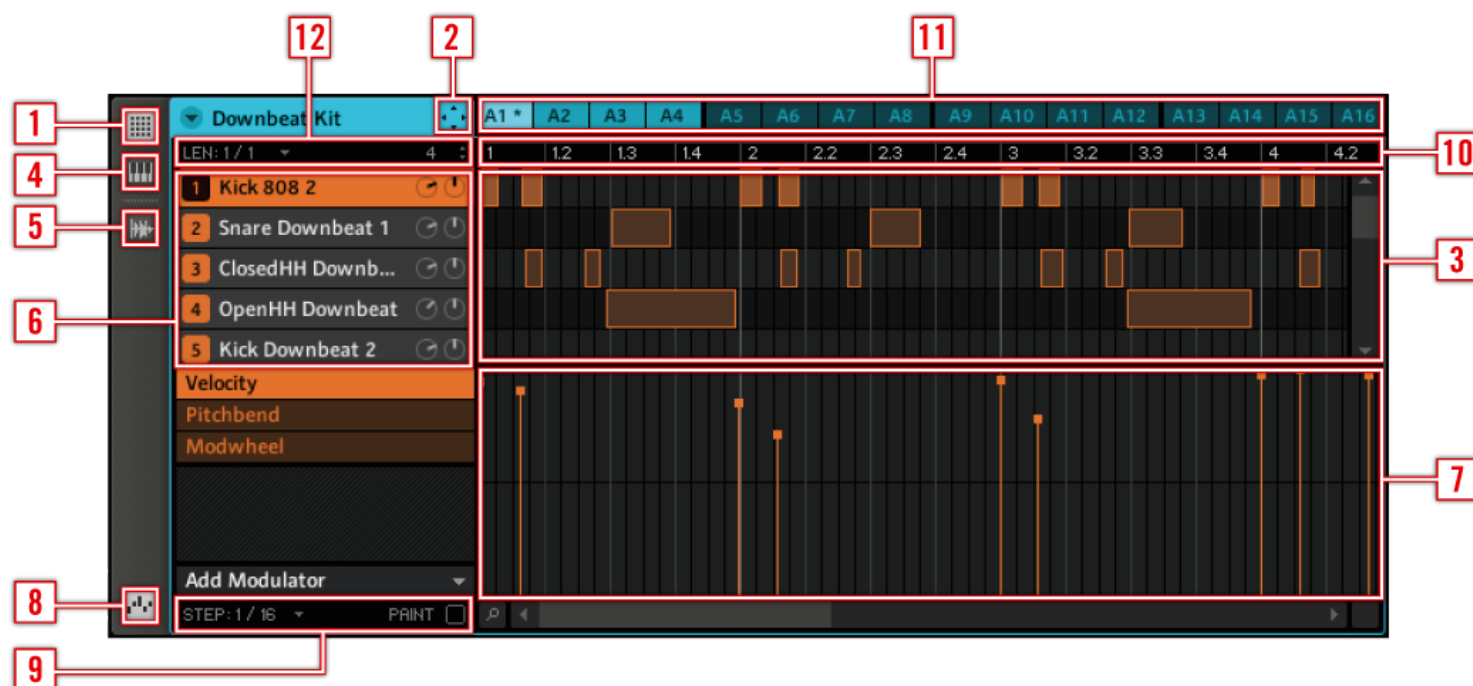 12 2 11
1 Downbeat Kit A1 * A2 A3 A4 A5 A6 A7 A8 A9 A10 A11 A12 A13 A14 A15 A16
LEN: 1 / 1 4 1 1.2 1.3 1.4 2 2.2 2.3 2.4 3 3.2 3.3 3.4 4 4.2 10
4 1 Kick 808 2
5 2 Snare Downbeat 1
3 ClosedHH Downb... 3
6 4 OpenHH Downbeat
5 Kick Downbeat 2
Velocity
Pitchbend
Modwheel
7
Add Modulator
8 STEP: 1 / 16 PAINT
9